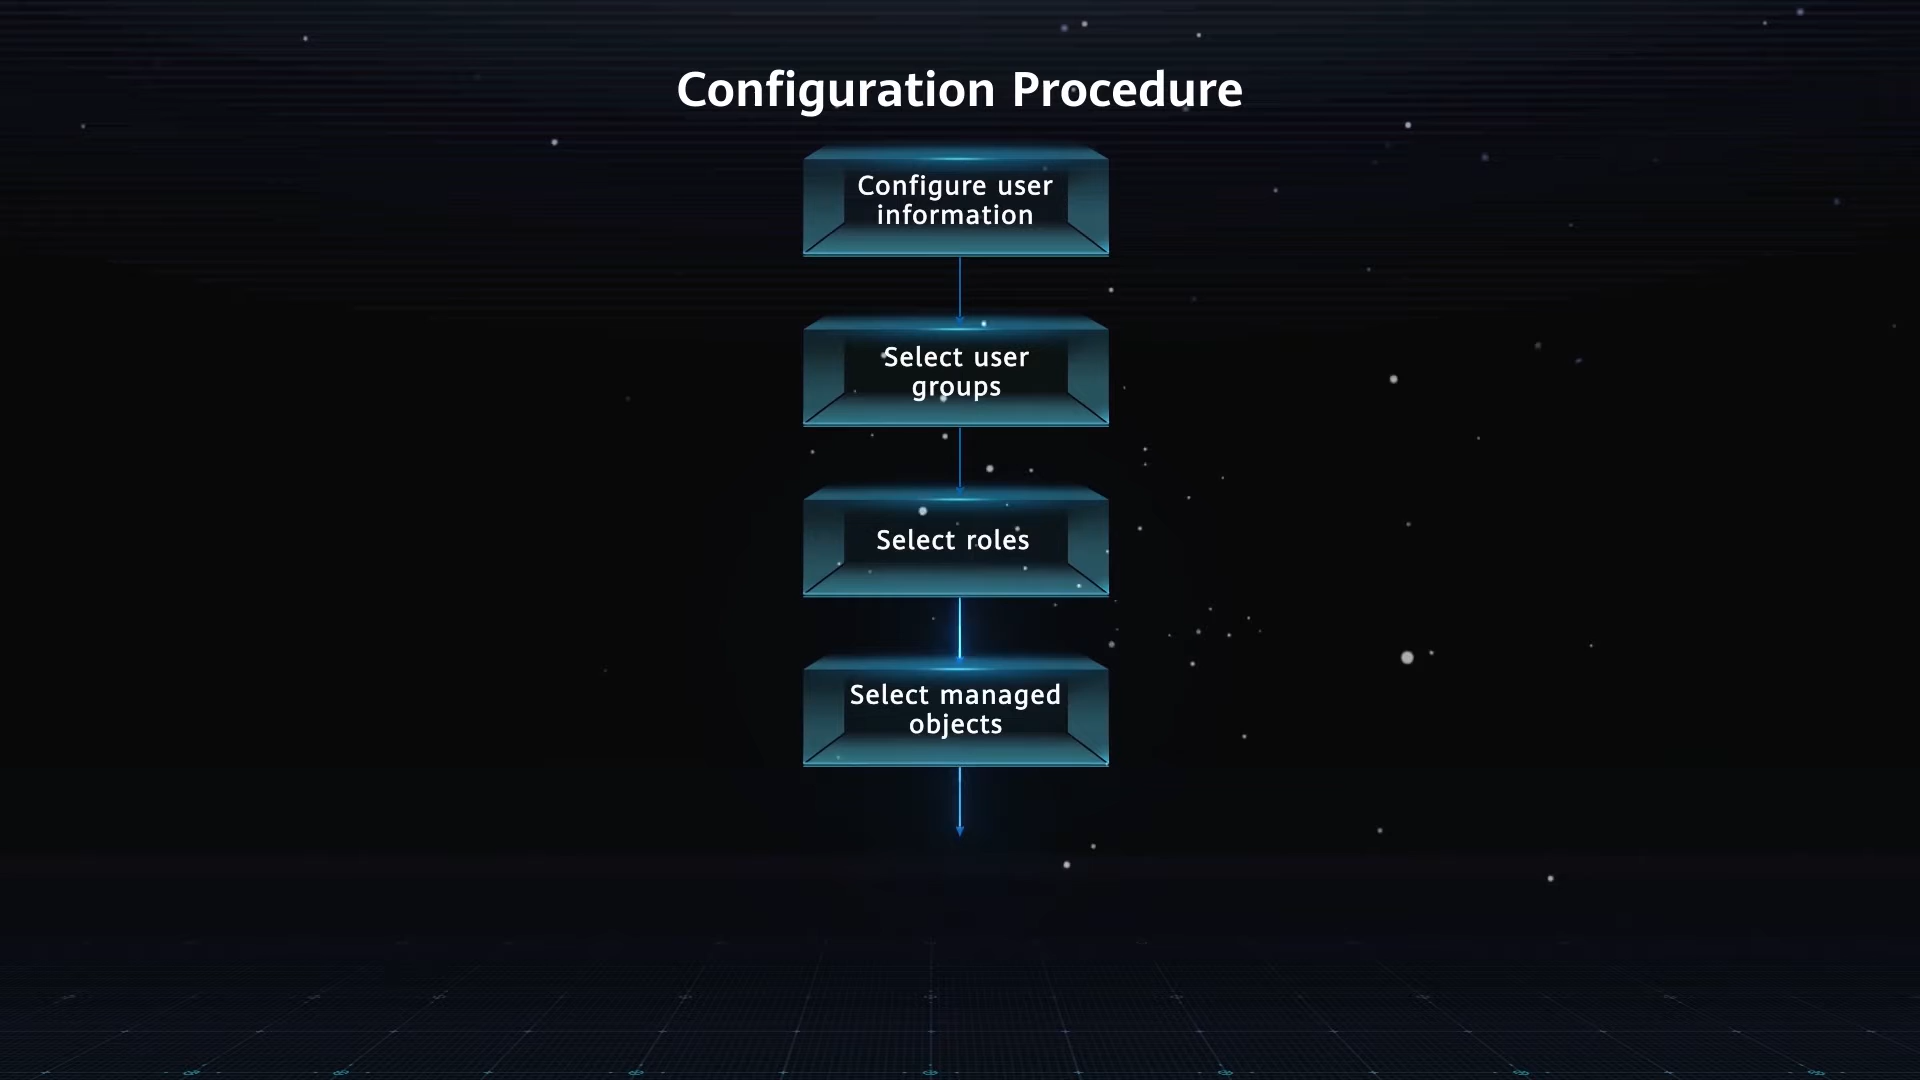 Configuration Procedure
Configure user
information
Select user
groups
Select roles
Select managed
objects